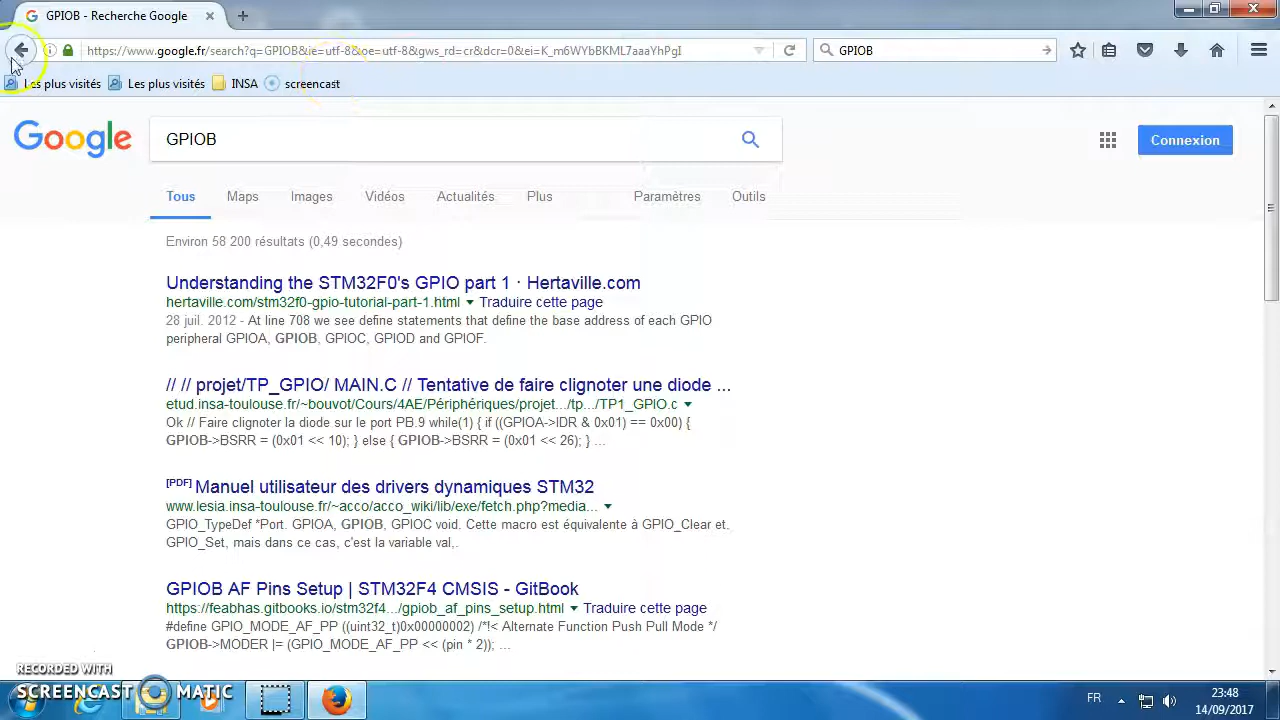 GPIOB - Recherche Google
https://www.google.fr/search?q=GPIOB&ie=utf-8&oe=utf-8&gws_rd=cr&dcr=0&ei=K_m6WYbBKML7aaaYhPgI
GPIOB
Les plus visités
Les plus visités
INSA
screencast
Google
GPIOB
Connexion
Tous
Maps
Images
Vidéos
Actualités
Plus
Paramètres
Outils
Environ 58 200 résultats (0,49 secondes)
Understanding the STM32F0's GPIO part 1 · Hertaville.com
hertaville.com/stm32f0-gpio-tutorial-part-1.html ▼ Traduire cette page
28 juil. 2012 - At line 708 we see define statements that define the base address of each GPIO
peripheral GPIOA, GPIOB, GPIOC, GPIOD and GPIOF.
// // projet/TP_GPIO/ MAIN.C // Tentative de faire clignoter une diode ...
etud.insa-toulouse.fr/~bouvot/Cours/4AE/Périphériques/projet.../tp.../TP1_GPIO.c ▼
Ok // Faire clignoter la diode sur le port PB.9 while(1) { if ((GPIOA->IDR & 0x01) == 0x00) {
GPIOB->BSRR = (0x01 << 10); } else { GPIOB->BSRR = (0x01 << 26); } ...
[PDF] Manuel utilisateur des drivers dynamiques STM32
www.lesia.insa-toulouse.fr/~acco/acco_wiki/lib/exe/fetch.php?media... ▼
GPIO_TypeDef *Port. GPIOA, GPIOB, GPIOC void. Cette macro est équivalente à GPIO_Clear et.
GPIO_Set, mais dans ce cas, c'est la variable val,.
GPIOB AF Pins Setup | STM32F4 CMSIS - GitBook
https://feabhas.gitbooks.io/stm32f4.../gpiob_af_pins_setup.html ▼ Traduire cette page
#define GPIO_MODE_AF_PP ((uint32_t)0x00000002) /*!< Alternate Function Push Pull Mode */
GPIOB->MODER |= (GPIO_MODE_AF_PP << (pin * 2)); ...
RECORDED WITH
SCREENCAST MATIC
FR
23:48
14/09/2017